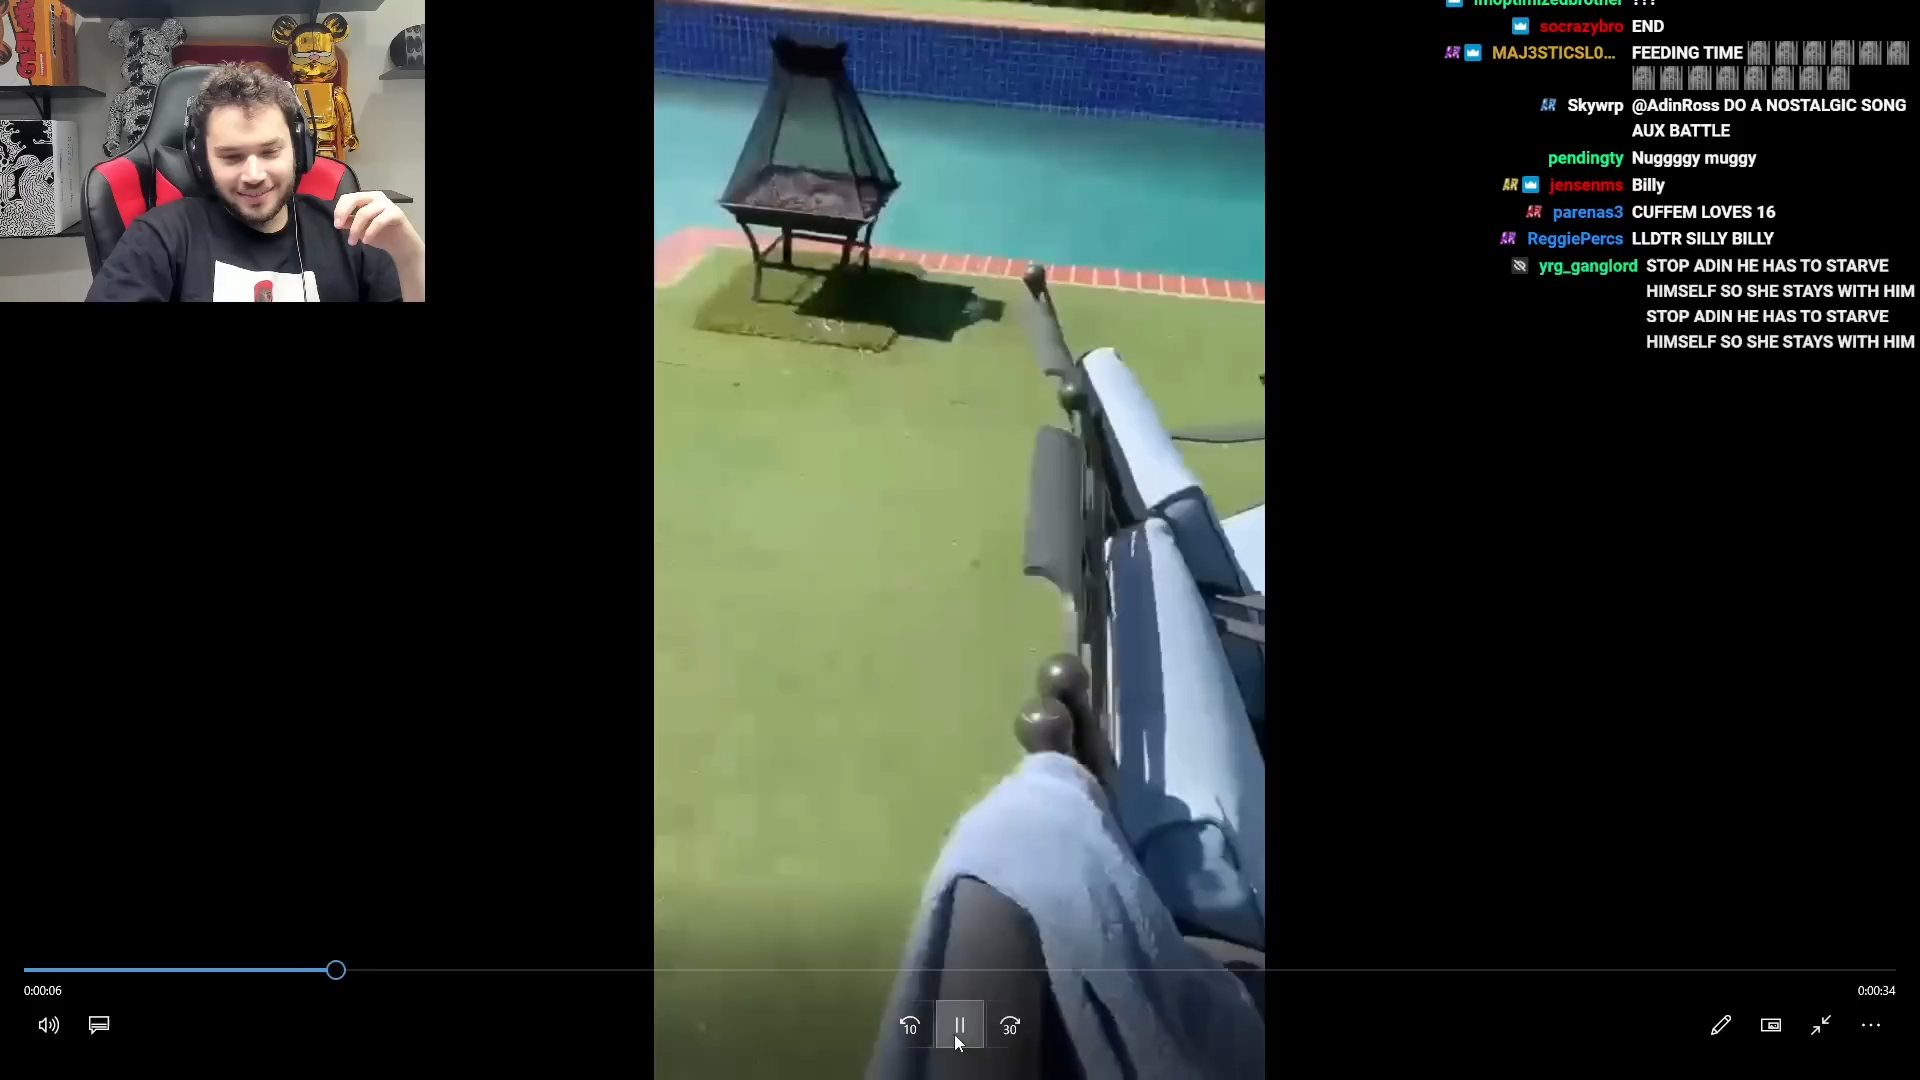 imoptimizedbrother ???
socrazybro END
MAJ3STICSL0... FEEDING TIME
Skywrp @AdinRoss DO A NOSTALGIC SONG
AUX BATTLE
pendingty Nuggggy muggy
jensenms Billy
parenas3 CUFFEM LOVES 16
ReggiePercs LLDTR SILLY BILLY
yrg_ganglord STOP ADIN HE HAS TO STARVE
HIMSELF SO SHE STAYS WITH HIM
STOP ADIN HE HAS TO STARVE
HIMSELF SO SHE STAYS WITH HIM
0:00:06
0:00:34
10
30